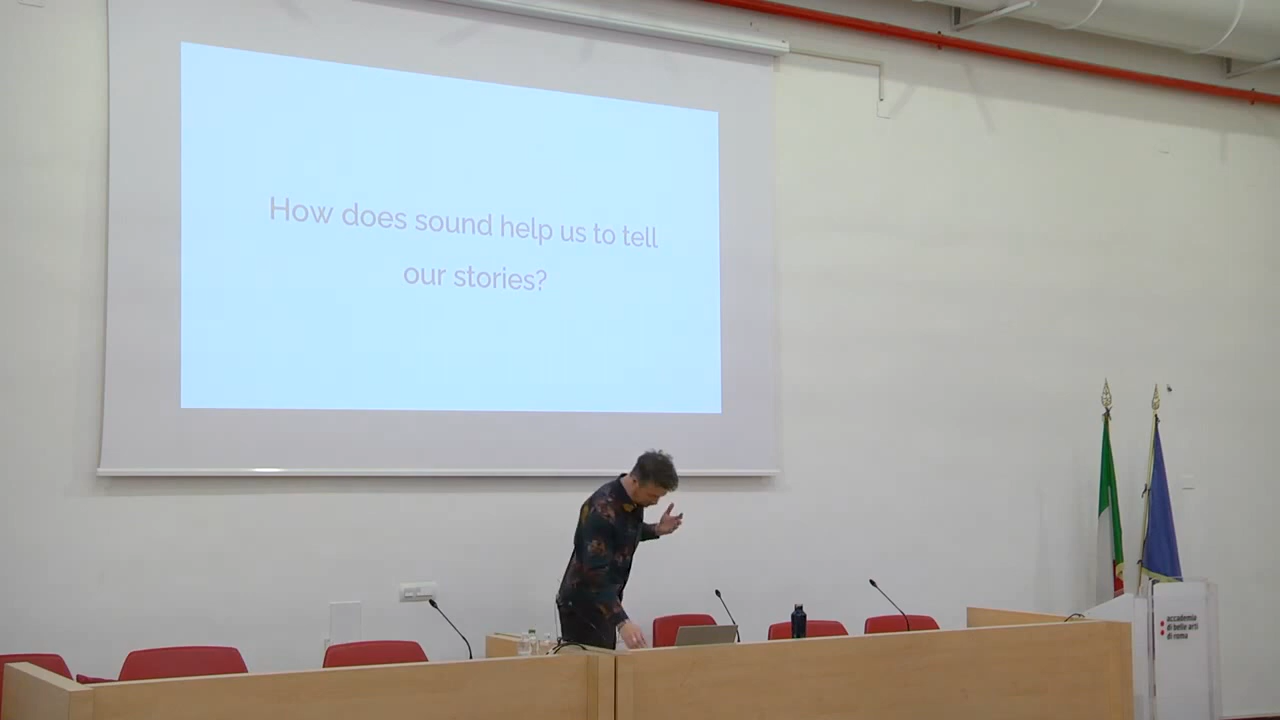 How does sound help us to tell
our stories?
accademia
di belle arti
di roma